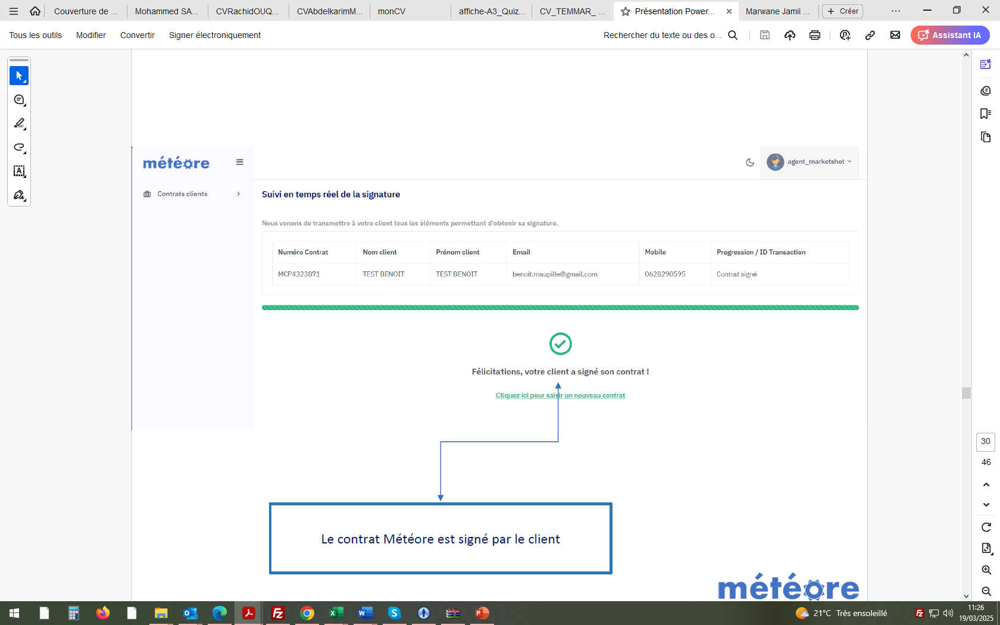 Couverture de ...
Mohammed SA...
CVRachidOUQ...
CVAbdelkarimM...
monCV
affiche-A3_Quiz...
CV_TEMMAR_ ...
Présentation Power...
Marwane Jamil ...
Créer
Tous les outils
Modifier
Convertir
Signer électroniquement
Rechercher du texte ou des o...
Assistant IA
météore
agent_marketshot
Contrats clients
Suivi en temps réel de la signature
Nous venons de transmettre à votre client tous les éléments permettant d'obtenir sa signature.
Numéro Contrat Nom client Prénom client Email Mobile Progression / ID Transaction
MCP4323871 TEST BENOIT TEST BENOIT benoit.maupille@gmail.com 0628290595 Contrat signé
Félicitations, votre client a signé son contrat !
Cliquez ici pour saisir un nouveau contrat
Le contrat Météore est signé par le client
météore
30
46
21°C Très ensoleillé
11:26
19/03/2025